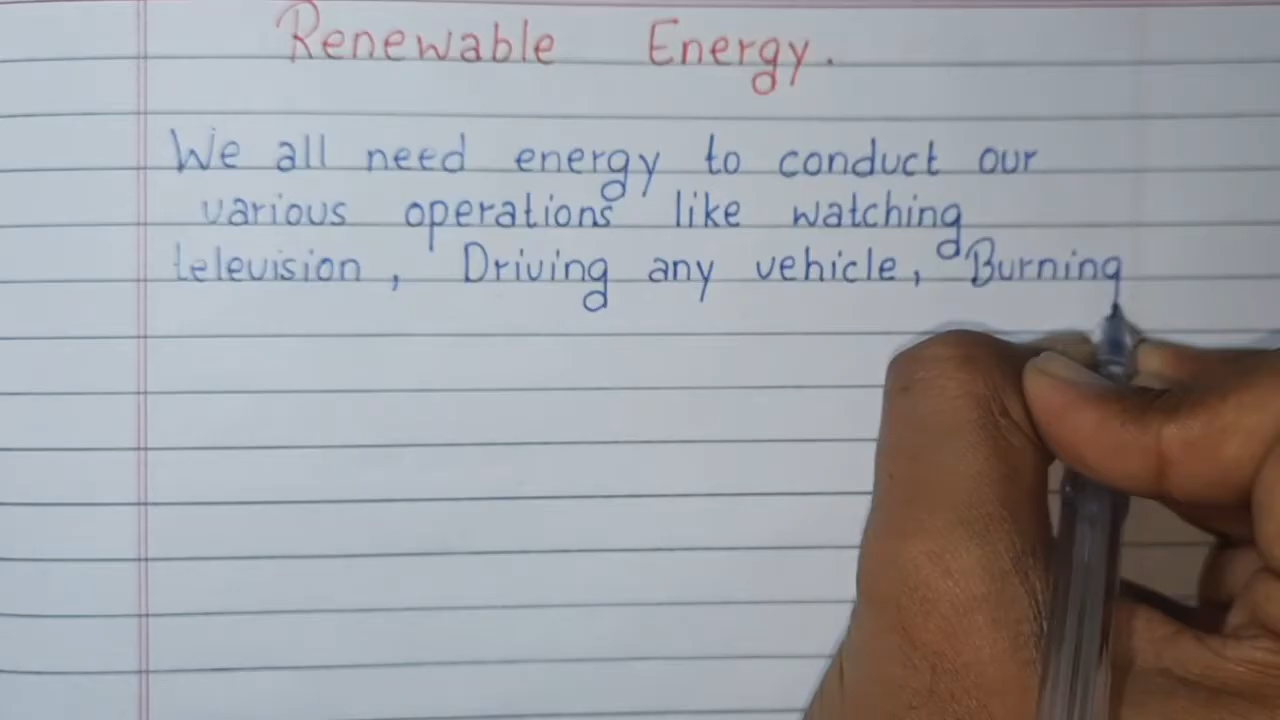 Renewable Energy.
We all need energy to conduct our
various operations like watching
television, Driving any vehicle, Burning